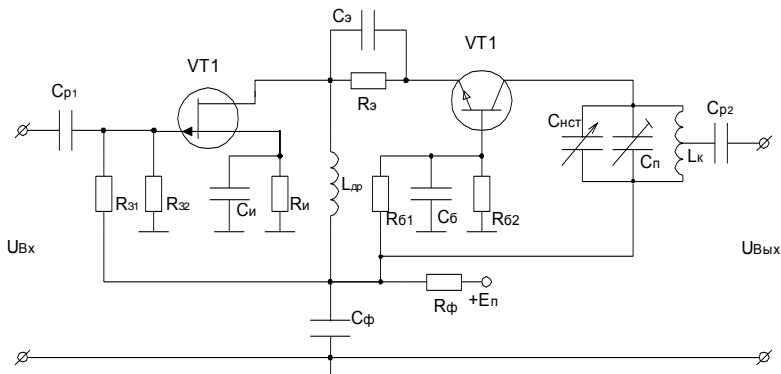 Cэ
VT1
VT1
Cр1
Rэ
Cнст
Cр2
Cп
Lк
Lдр
Rз1
Rз2
Cи
Rи
Rб1
Cб
Rб2
Uвх
Uвых
Rф
+Eп
Cф